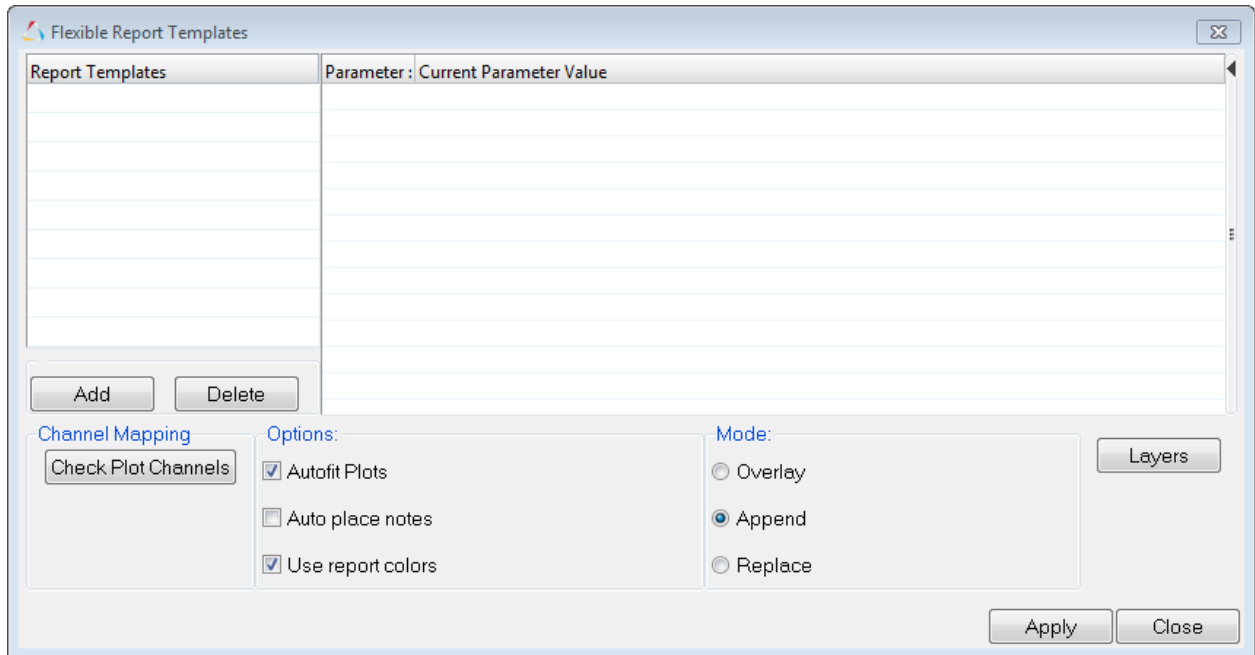 Flexible Report Templates
Report Templates
Parameter : Current Parameter Value
Add Delete
Channel Mapping Options: Mode:
Check Plot Channels Autofit Plots Overlay Layers
Auto place notes Append
Use report colors Replace
Apply Close